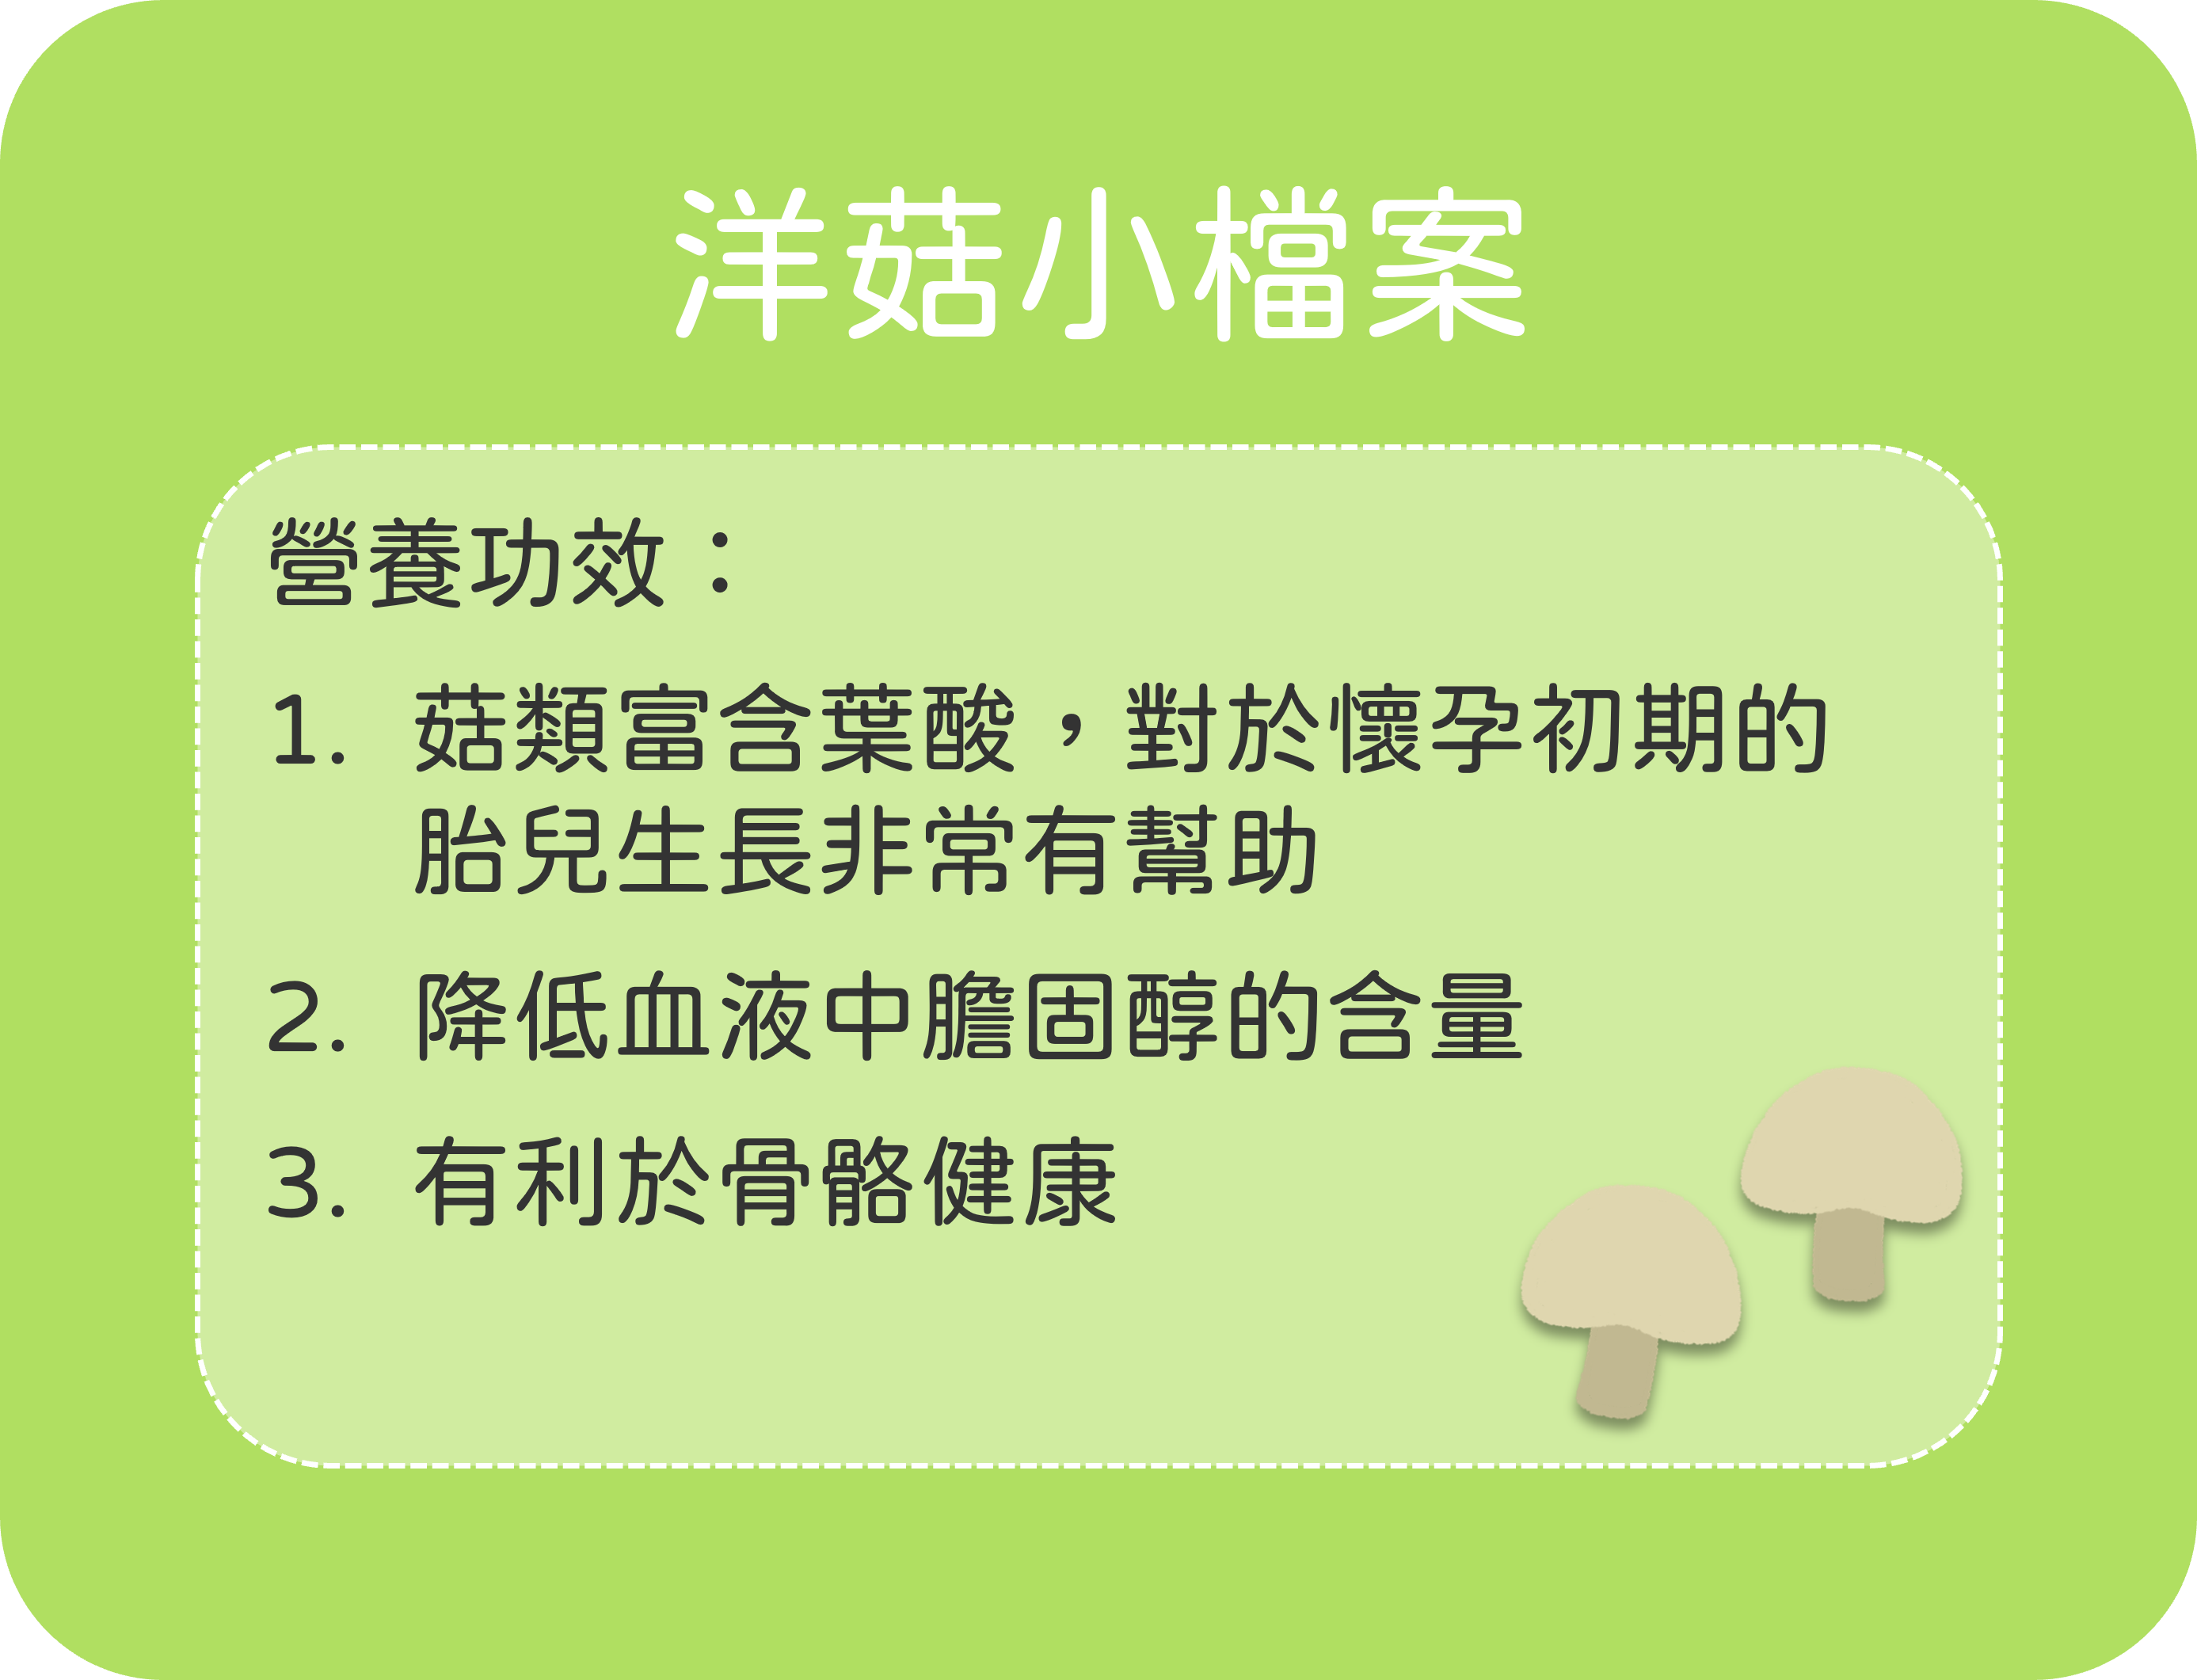 洋菇小檔案
營養功效：
1. 菇類富含葉酸，對於懷孕初期的
胎兒生長非常有幫助
2. 降低血液中膽固醇的含量
3. 有利於骨骼健康